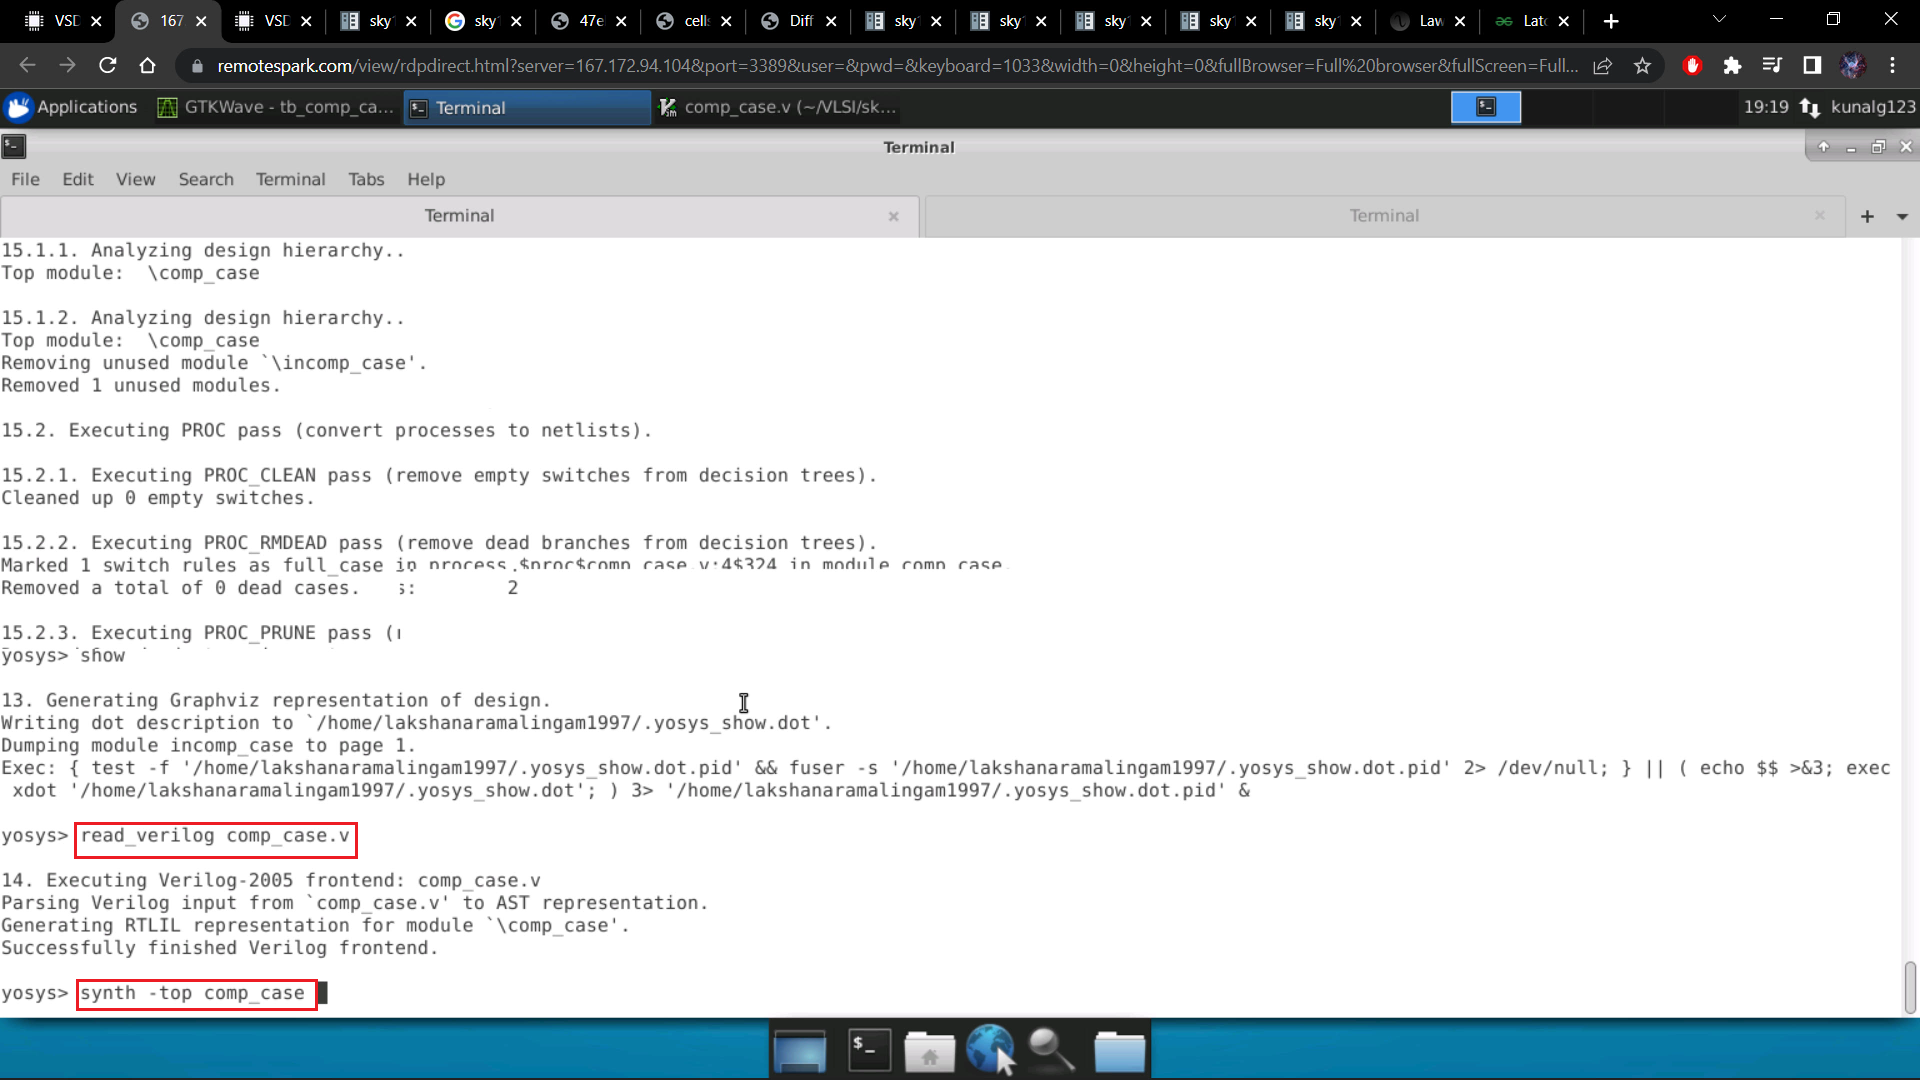 VSD
167
VSD
sky
sky
47e
cell
Diff
sky
sky
sky
sky
sky
Law
Lat
remotespark.com/view/rdpdirect.html?server=167.172.94.104&port=3389&user=&pwd=&keyboard=1033&width=0&height=0&fullBrowser=Full%20browser&fullScreen=Full...
Applications
GTKWave - tb_comp_ca...
Terminal
comp_case.v (~/VLSI/sk...
19:19
kunalg123
Terminal
File Edit View Search Terminal Tabs Help
Terminal
Terminal
15.1.1. Analyzing design hierarchy..
Top module:  \comp_case
15.1.2. Analyzing design hierarchy..
Top module:  \comp_case
Removing unused module `\incomp_case'.
Removed 1 unused modules.
15.2. Executing PROC pass (convert processes to netlists).
15.2.1. Executing PROC_CLEAN pass (remove empty switches from decision trees).
Cleaned up 0 empty switches.
15.2.2. Executing PROC_RMDEAD pass (remove dead branches from decision trees).
Marked 1 switch rules as full_case in process $proc$comp_case.v:4$324 in module comp_case.
Removed a total of 0 dead cases. s: 2
15.2.3. Executing PROC_PRUNE pass (
yosys> show
13. Generating Graphviz representation of design.
Writing dot description to `/home/lakshanaramalingam1997/.yosys_show.dot'.
Dumping module incomp_case to page 1.
Exec: { test -f '/home/lakshanaramalingam1997/.yosys_show.dot.pid' && fuser -s '/home/lakshanaramalingam1997/.yosys_show.dot.pid' 2> /dev/null; } || ( echo $$ >&3; exec
xdot '/home/lakshanaramalingam1997/.yosys_show.dot'; ) 3> '/home/lakshanaramalingam1997/.yosys_show.dot.pid' &
yosys> read_verilog comp_case.v
14. Executing Verilog-2005 frontend: comp_case.v
Parsing Verilog input from `comp_case.v' to AST representation.
Generating RTLIL representation for module `\comp_case'.
Successfully finished Verilog frontend.
yosys> synth -top comp_case